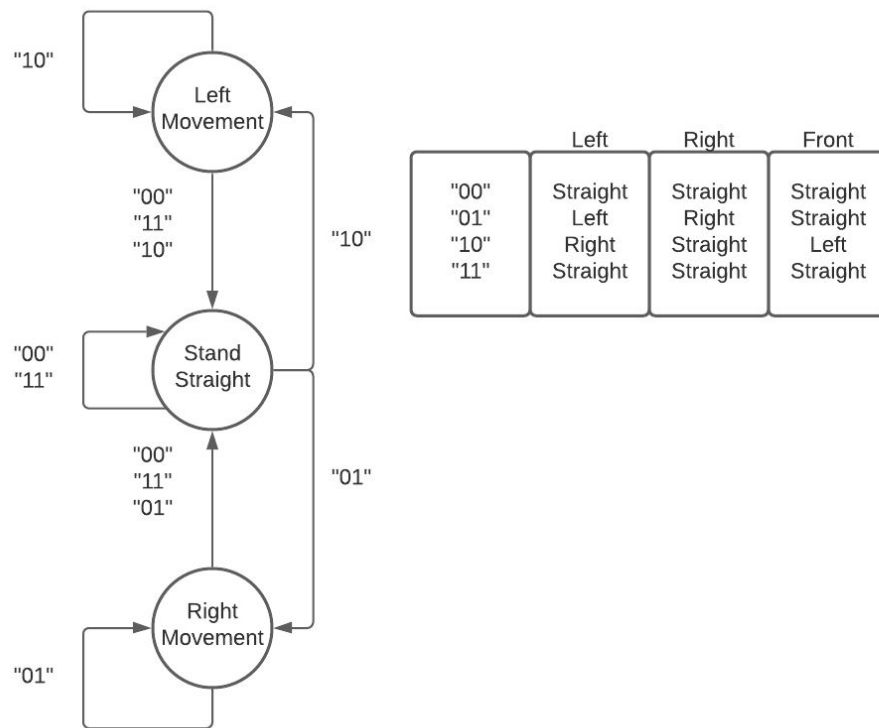 "10"
Left
Movement
"00"
"11"
"10"
"10"
"00"
"11"
Stand
Straight
"00"
"11"
"01"
"01"
Right
Movement
"01"
Left Right Front
"00" Straight Straight Straight
"01" Left Right Straight
"10" Right Straight Left
"11" Straight Straight Straight